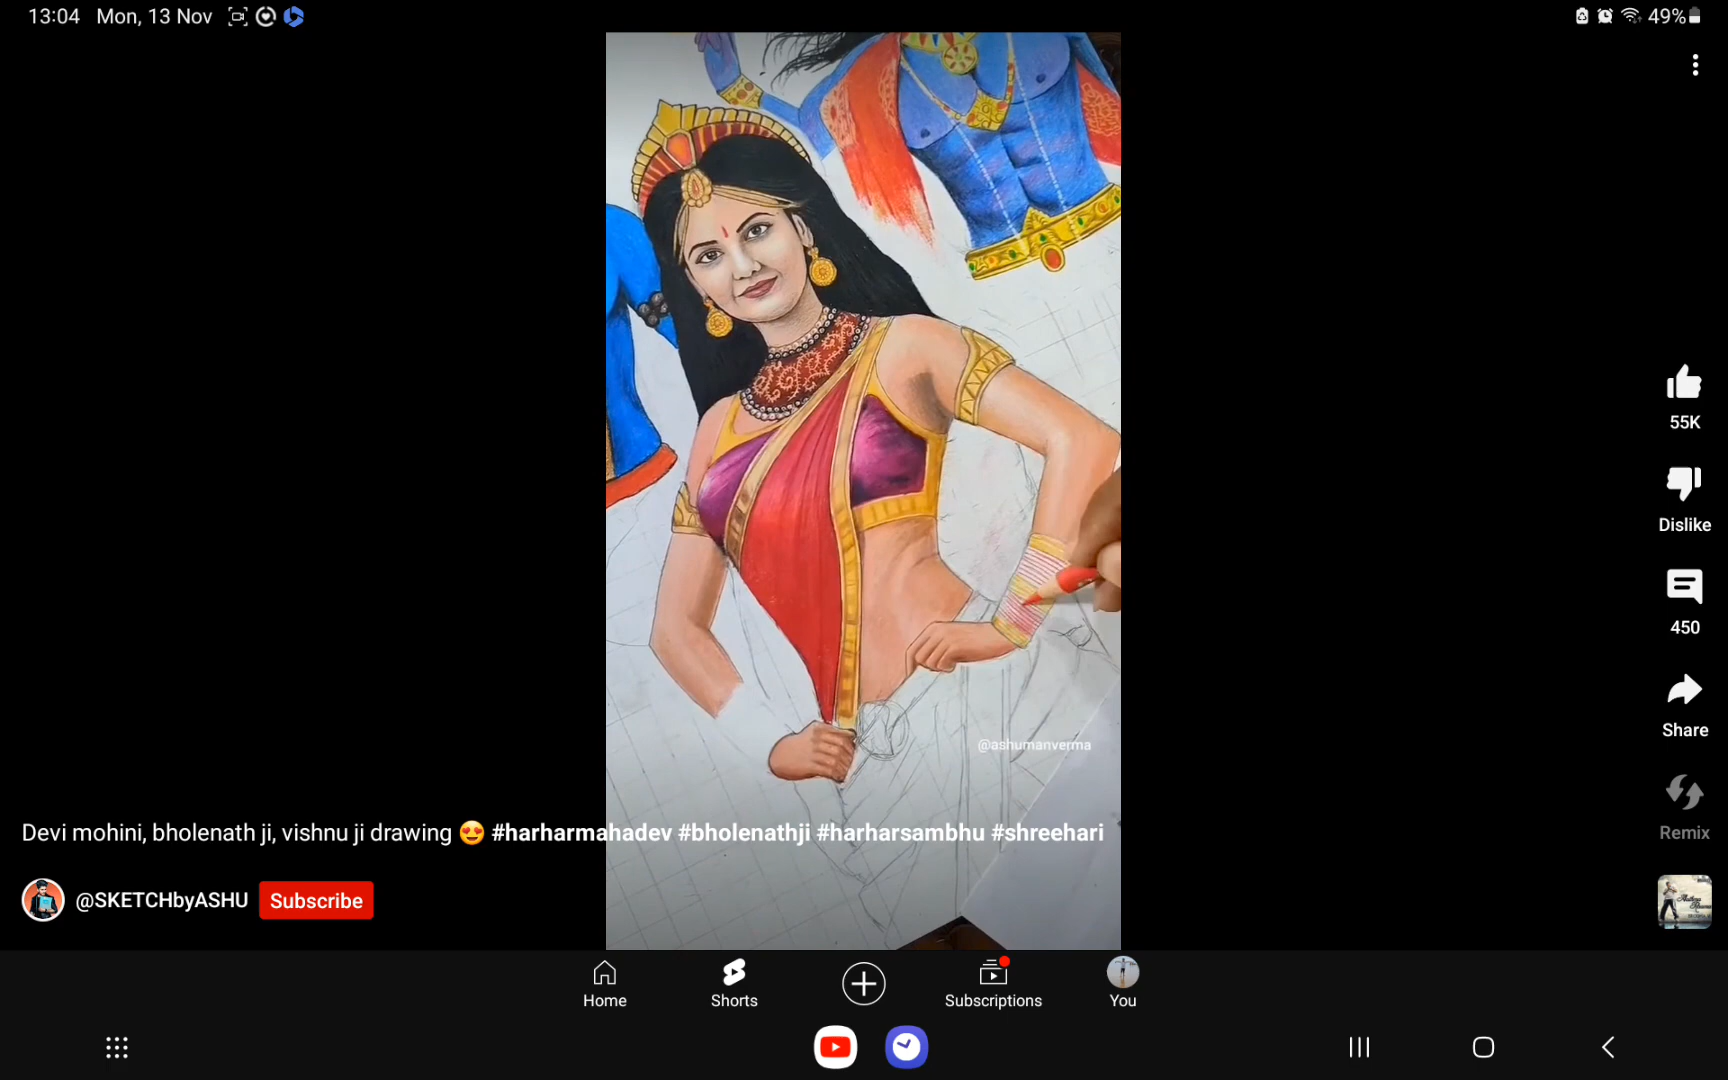 13:04 Mon, 13 Nov
49%
55K
Dislike
450
Share
Remix
@ashumanverma
Devi mohini, bholenath ji, vishnu ji drawing 😍 #harharmahadev #bholenathji #harharsambhu #shreehari
@SKETCHbyASHU Subscribe
Home Shorts Subscriptions You